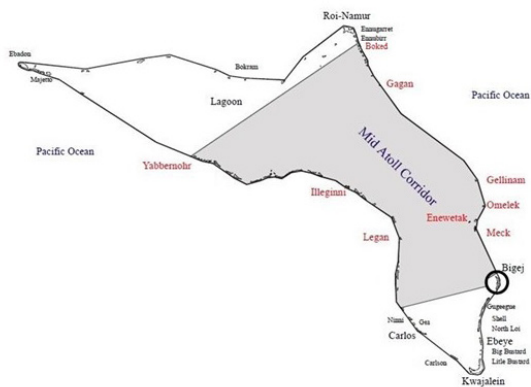 Roi-Namur
Ennugarret
Ennubirr
Boked
Ebadon
Majetto
Bokram
Gagan
Lagoon
Pacific Ocean
Pacific Ocean
Mid Atoll Corridor
Yabbernohr
Gellinam
Illeginni
Omelek
Enewetak
Meck
Legan
Bigej
Gugeegue
Ninni
Gea
Shell
North Loi
Carlos
Ebeye
Big Bustard
Carlson
Litle Bustard
Kwajalein